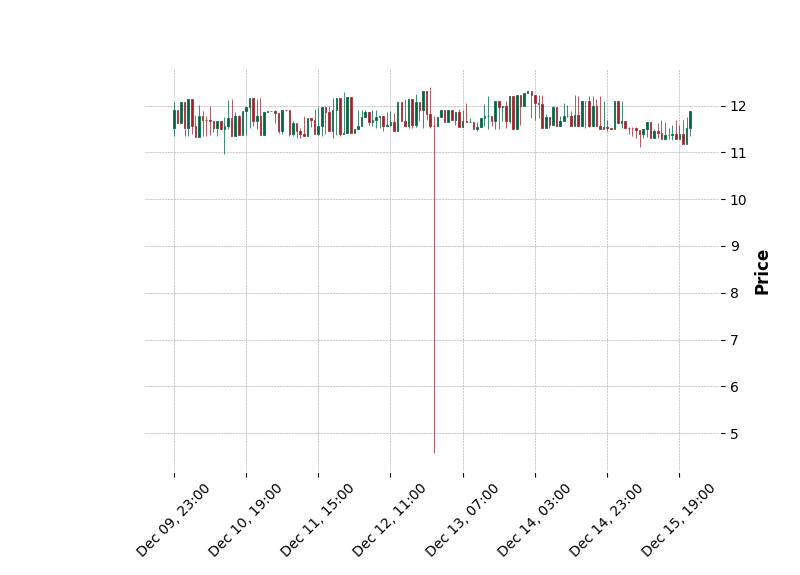 12
11
10
9
8
7
6
5
Price
Dec 09, 23:00
Dec 10, 19:00
Dec 11, 15:00
Dec 12, 11:00
Dec 13, 07:00
Dec 14, 03:00
Dec 14, 23:00
Dec 15, 19:00